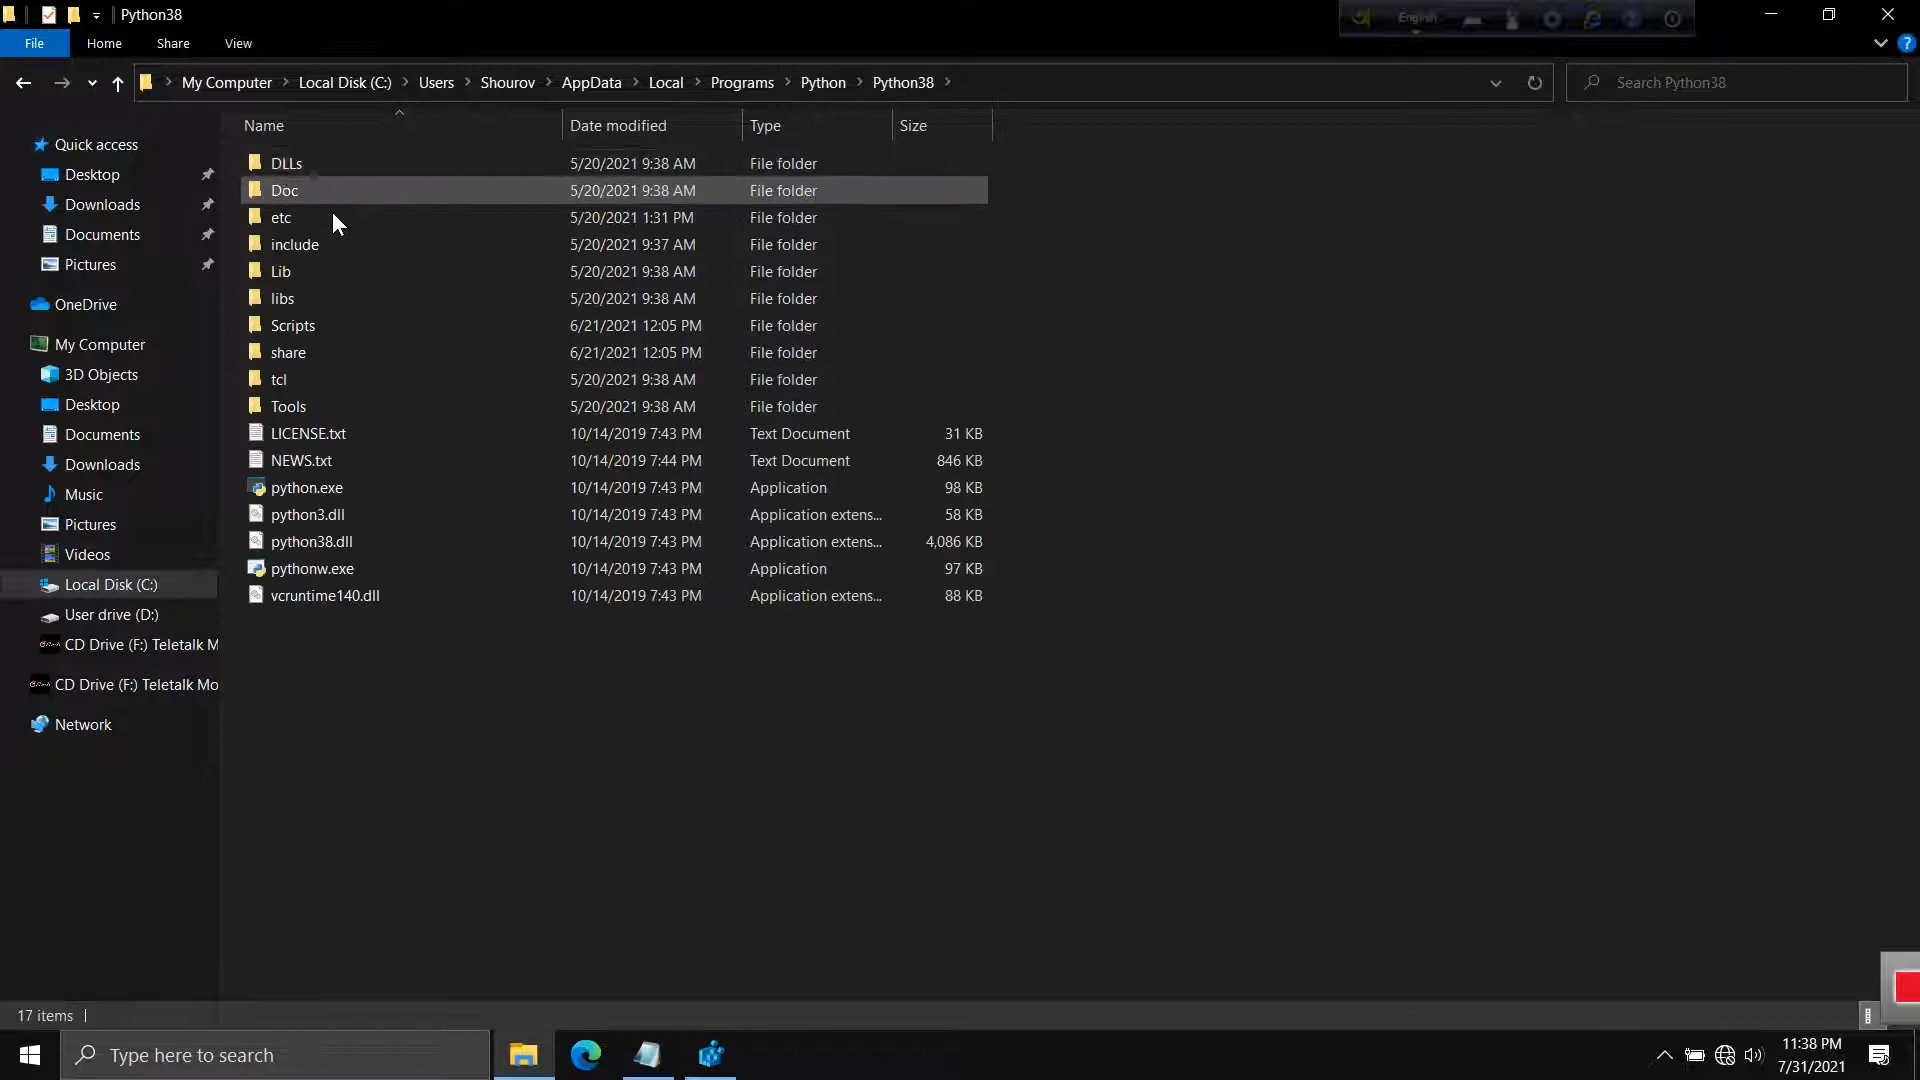 Python38
English
File Home Share View
My Computer Local Disk (C:) Users Shourov AppData Local Programs Python Python38 Search Python38
Name Date modified Type Size
Quick access
Desktop
Downloads
Documents
Pictures
OneDrive
My Computer
3D Objects
Desktop
Documents
Downloads
Music
Pictures
Videos
Local Disk (C:)
User drive (D:)
CD Drive (F:) Teletalk M
CD Drive (F:) Teletalk Mo
Network
DLLs 5/20/2021 9:38 AM File folder
Doc 5/20/2021 9:38 AM File folder
etc 5/20/2021 1:31 PM File folder
include 5/20/2021 9:37 AM File folder
Lib 5/20/2021 9:38 AM File folder
libs 5/20/2021 9:38 AM File folder
Scripts 6/21/2021 12:05 PM File folder
share 6/21/2021 12:05 PM File folder
tcl 5/20/2021 9:38 AM File folder
Tools 5/20/2021 9:38 AM File folder
LICENSE.txt 10/14/2019 7:43 PM Text Document 31 KB
NEWS.txt 10/14/2019 7:44 PM Text Document 846 KB
python.exe 10/14/2019 7:43 PM Application 98 KB
python3.dll 10/14/2019 7:43 PM Application extens... 58 KB
python38.dll 10/14/2019 7:43 PM Application extens... 4,086 KB
pythonw.exe 10/14/2019 7:43 PM Application 97 KB
vcruntime140.dll 10/14/2019 7:43 PM Application extens... 88 KB
17 items
Type here to search
11:38 PM
7/31/2021